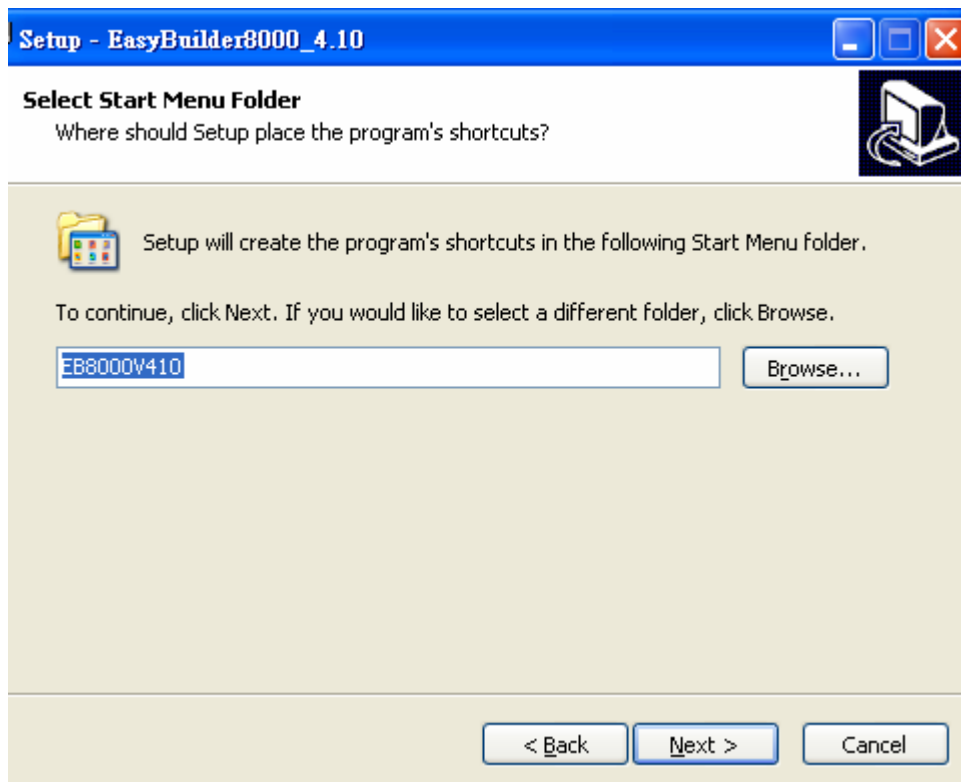 Setup - EasyBuilder8000_4.10
Select Start Menu Folder
Where should Setup place the program's shortcuts?
Setup will create the program's shortcuts in the following Start Menu folder.
To continue, click Next. If you would like to select a different folder, click Browse.
EB8000V410
Browse...
< Back
Next >
Cancel